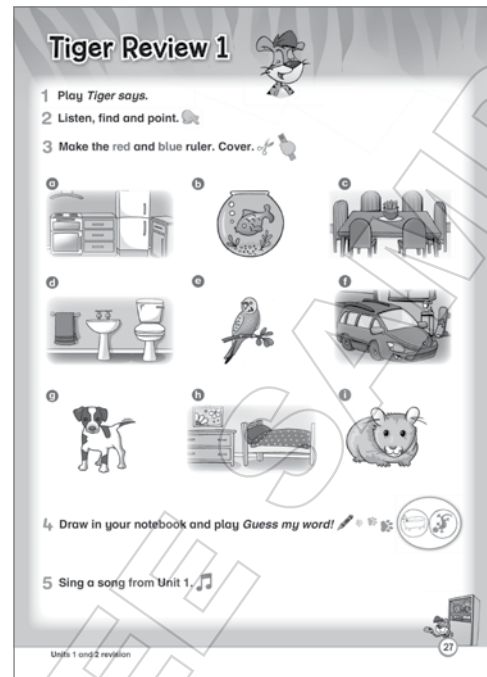 Tiger Review 1
1 Play Tiger says.
2 Listen, find and point.
3 Make the red and blue ruler. Cover.
a
b
c
d
e
f
g
h
i
4 Draw in your notebook and play Guess my word!
5 Sing a song from Unit 1.
Units 1 and 2 revision
27
EE SAMP